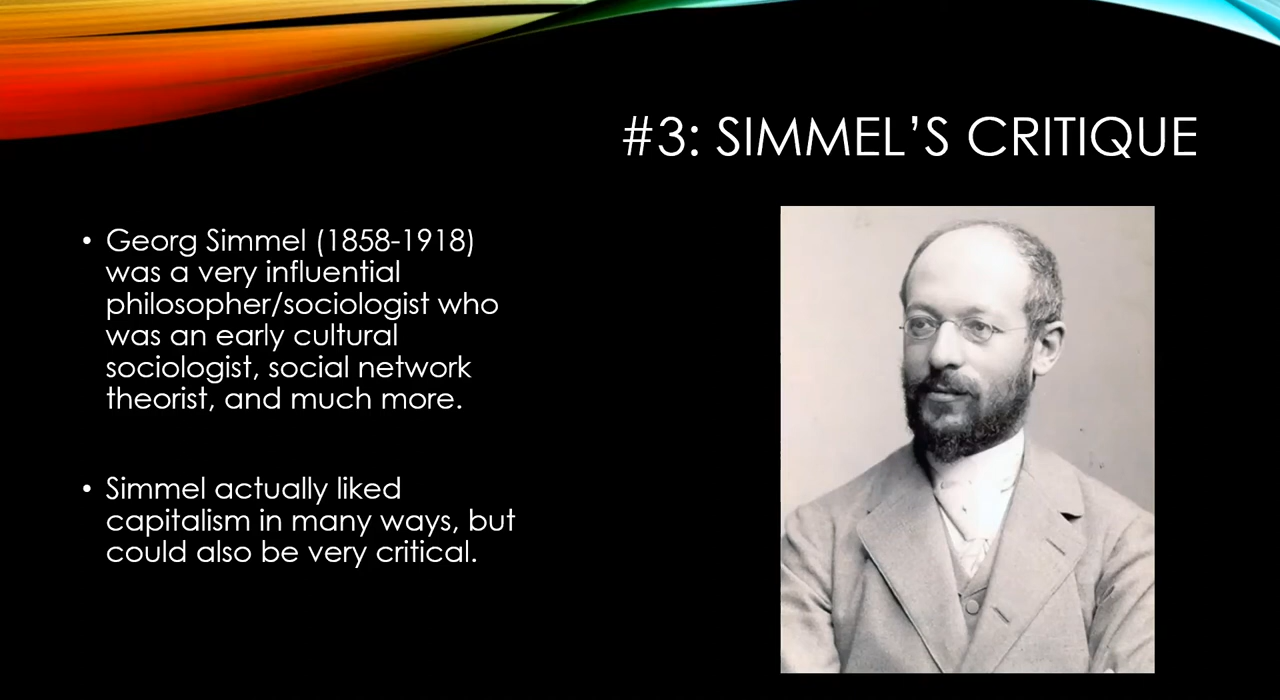 #3: SIMMEL’S CRITIQUE
• Georg Simmel (1858-1918)
was a very influential
philosopher/sociologist who
was an early cultural
sociologist, social network
theorist, and much more.
• Simmel actually liked
capitalism in many ways, but
could also be very critical.